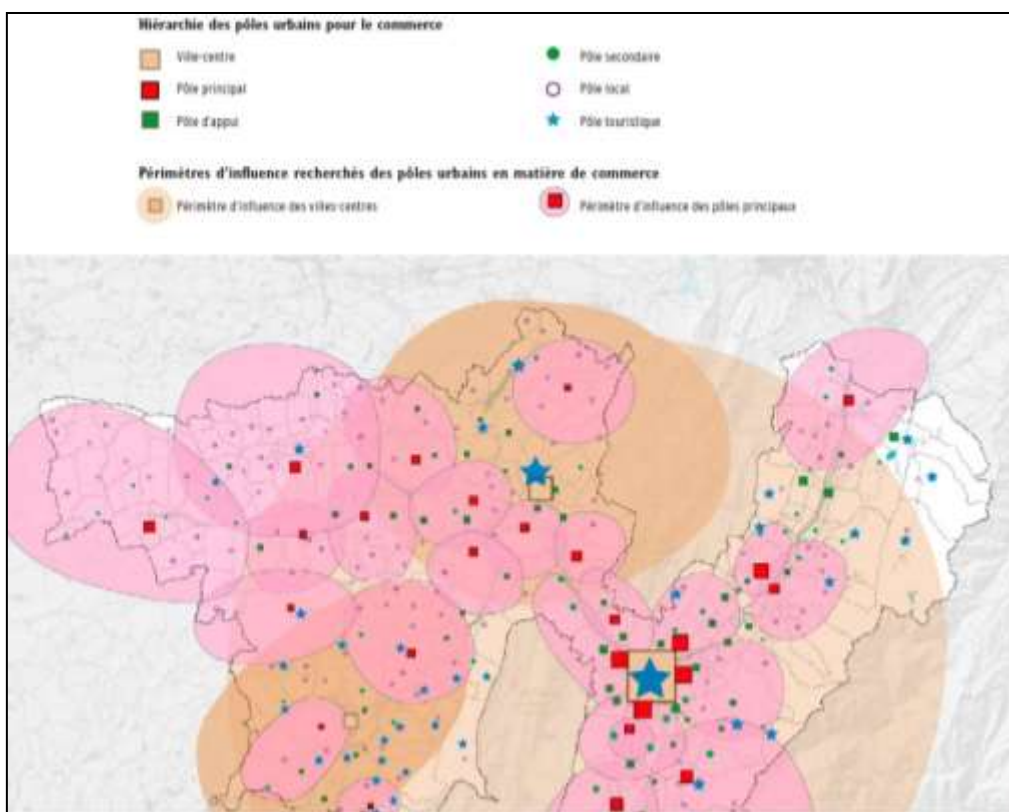 Hiérarchie des pôles urbains pour le commerce
Ville-centre
Pôle secondaire
Pôle principal
Pôle local
Pôle d'appui
Pôle touristique
Périmètres d'influence recherchés des pôles urbains en matière de commerce
Périmètre d'influence des villes-centres
Périmètre d'influence des pôles principaux